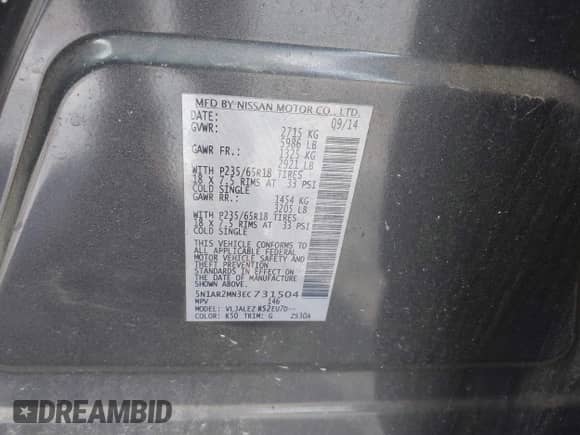 MFD BY NISSAN MOTOR CO., LTD.
DATE: 09/14
GVWR: 2715 KG
5986 LB
GAWR FR.: 1325 KG
2921 LB
WITH P235/65R18 TIRES
18 X 7.5 RIMS AT 33 PSI
COLD SINGLE
GAWR RR.: 1454 KG
3205 LB
WITH P235/65R18 TIRES
18 X 7.5 RIMS AT 33 PSI
COLD SINGLE
THIS VEHICLE CONFORMS TO
ALL APPLICABLE FEDERAL
MOTOR VEHICLE SAFETY AND
THEFT PREVENTION
STANDARDS IN EFFECT ON
THE DATE OF MANUFACTURE
SHOWN ABOVE.
5N1AR2MN3EC731504
MPV 146
MODEL:
COLOR: K50 TRIM: G 2530A
DREAMBID